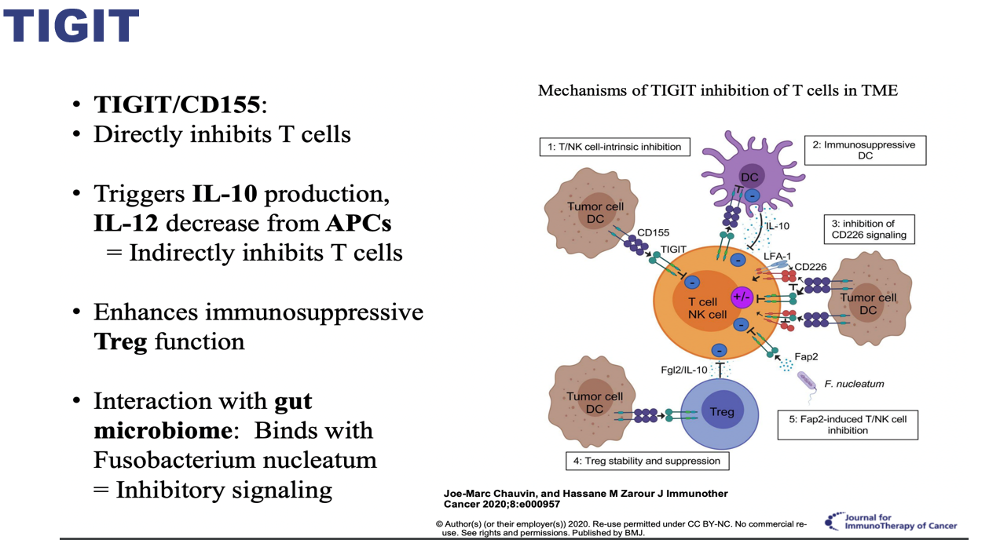 TIGIT
• TIGIT/CD155:
• Directly inhibits T cells
• Triggers IL-10 production,
IL-12 decrease from APCs
= Indirectly inhibits T cells
• Enhances immunosuppressive
Treg function
• Interaction with gut
microbiome: Binds with
Fusobacterium nucleatum
= Inhibitory signaling
Mechanisms of TIGIT inhibition of T cells in TME
1: T/NK cell-intrinsic inhibition
2: Immunosuppressive
DC
DC
-
Tumor cell
DC
CD155
TIGIT
IL-10
3: inhibition of
CD226 signaling
LFA-1
CD226
-
-
+/-
T cell
NK cell
-
-
Tumor cell
DC
Fgl2/IL-10
Fap2
F. nucleatum
Tumor cell
DC
Treg
5: Fap2-induced T/NK cell
inhibition
4: Treg stability and suppression
Joe-Marc Chauvin, and Hassane M Zarour J Immunother
Cancer 2020;8:e000957
© Author(s) (or their employer(s)) 2020. Re-use permitted under CC BY-NC. No commercial re-
use. See rights and permissions. Published by BMJ.
Journal for
ImmunoTherapy of Cancer